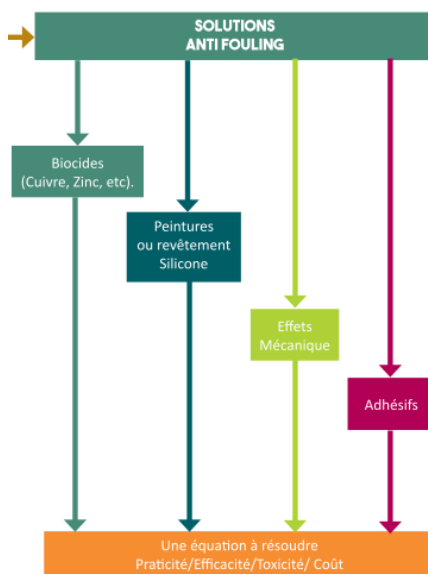 SOLUTIONS
ANTI FOULING
Biocides
(Cuivre, Zinc, etc).
Peintures
ou revêtement
Silicone
Effets
Mécanique
Adhésifs
Une équation à résoudre
Praticité/Efficacité/Toxicité/ Coût